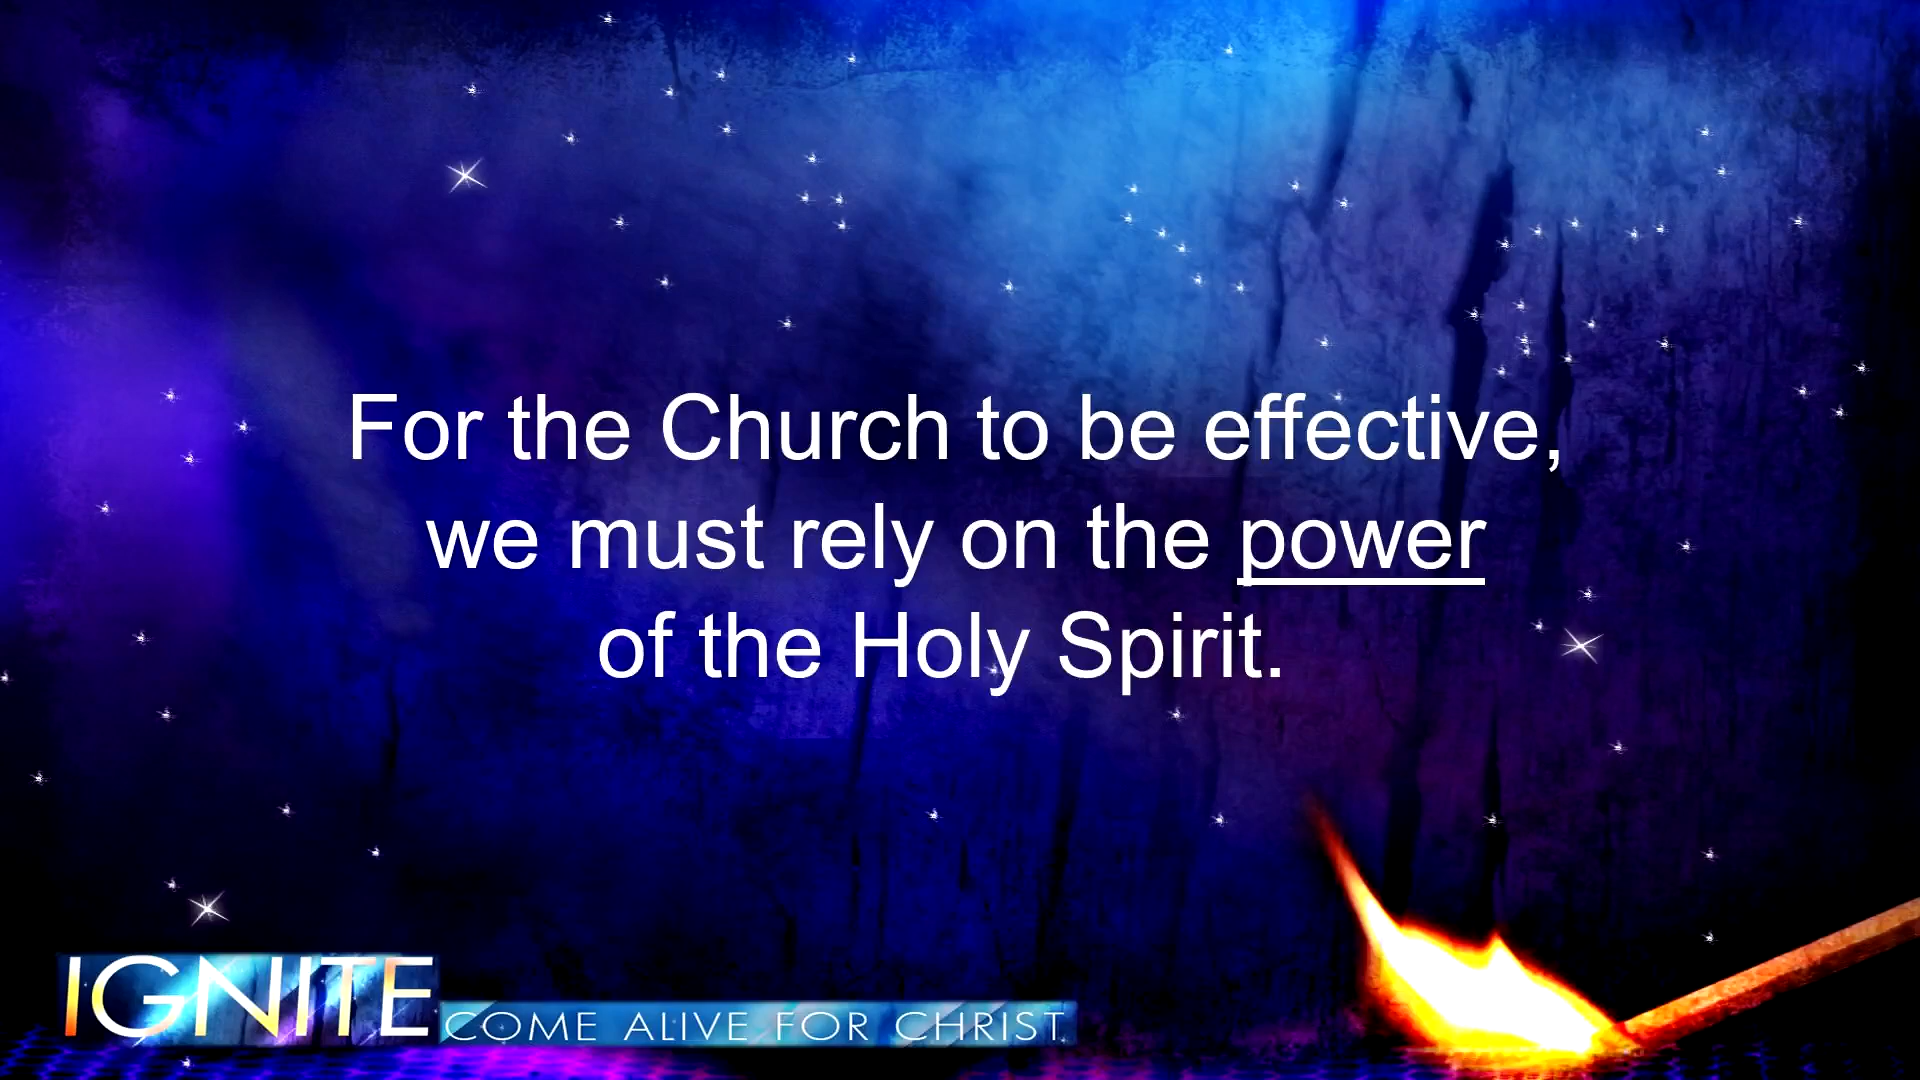 For the Church to be effective,
we must rely on the power
of the Holy Spirit.
IGNITE
COME ALIVE FOR CHRIST.